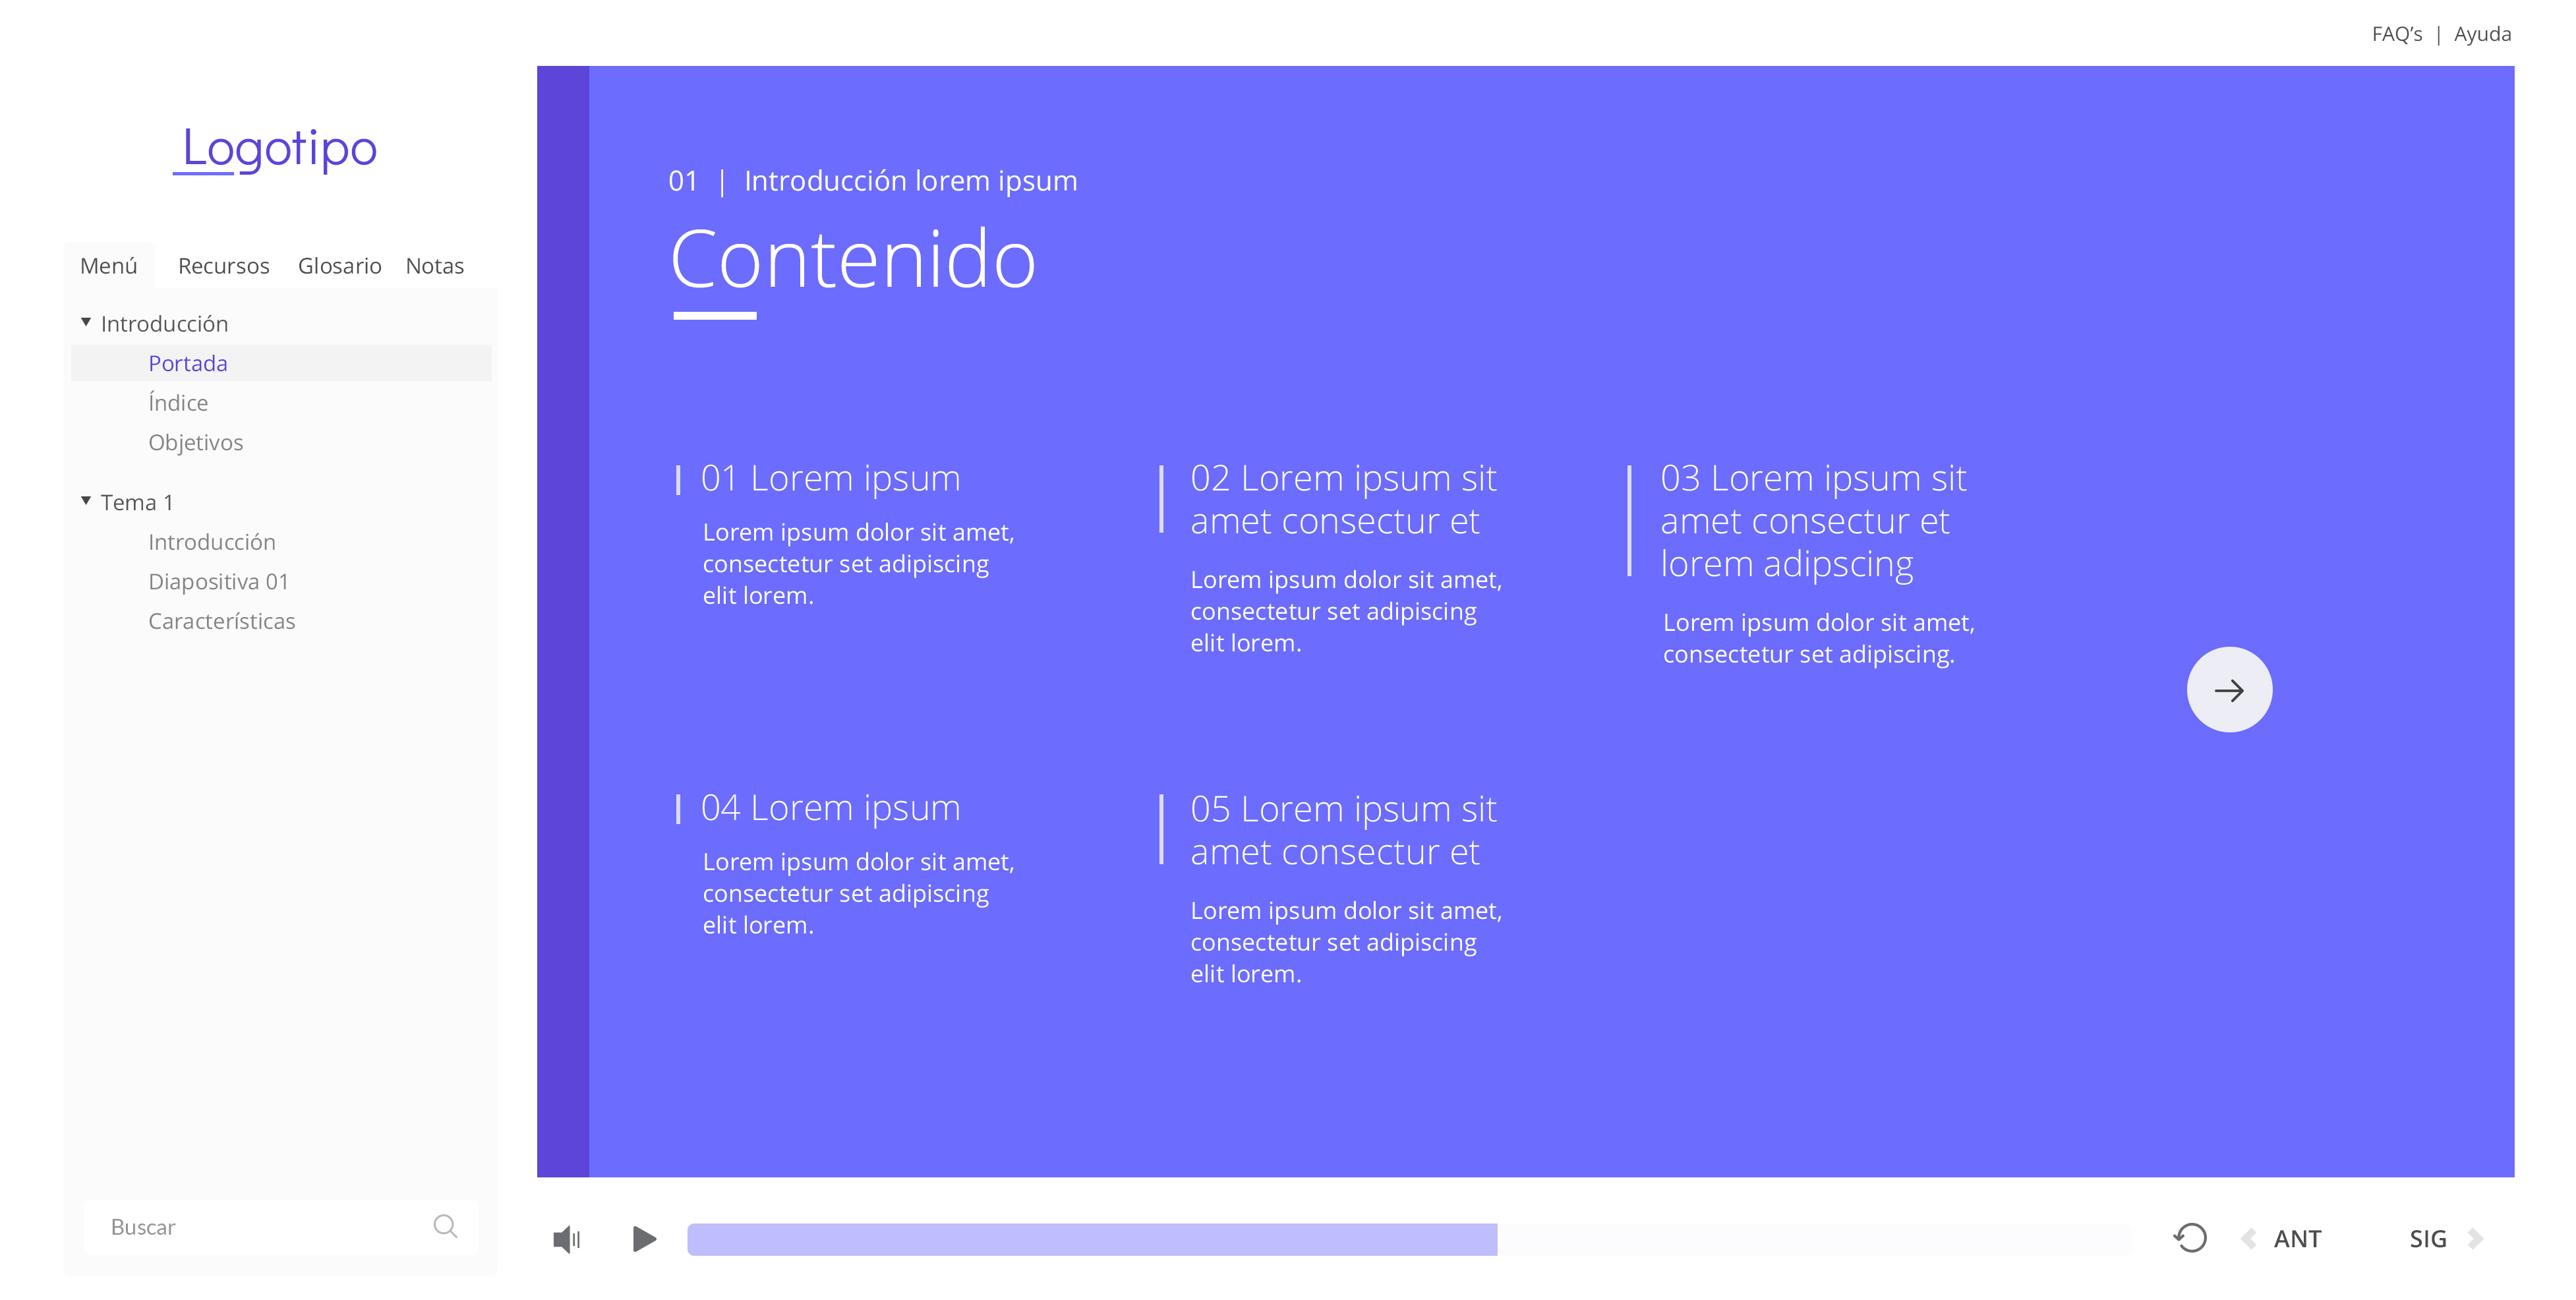 FAQ's | Ayuda
Logotipo
Menú Recursos Glosario Notas
Introducción
Portada
Índice
Objetivos
Tema 1
Introducción
Diapositiva 01
Características
Buscar
01 | Introducción lorem ipsum
Contenido
01 Lorem ipsum
Lorem ipsum dolor sit amet,
consectetur set adipiscing
elit lorem.
02 Lorem ipsum sit
amet consectur et
Lorem ipsum dolor sit amet,
consectetur set adipiscing
elit lorem.
03 Lorem ipsum sit
amet consectur et
lorem adipscing
Lorem ipsum dolor sit amet,
consectetur set adipiscing.
04 Lorem ipsum
Lorem ipsum dolor sit amet,
consectetur set adipiscing
elit lorem.
05 Lorem ipsum sit
amet consectur et
Lorem ipsum dolor sit amet,
consectetur set adipiscing
elit lorem.
ANT SIG